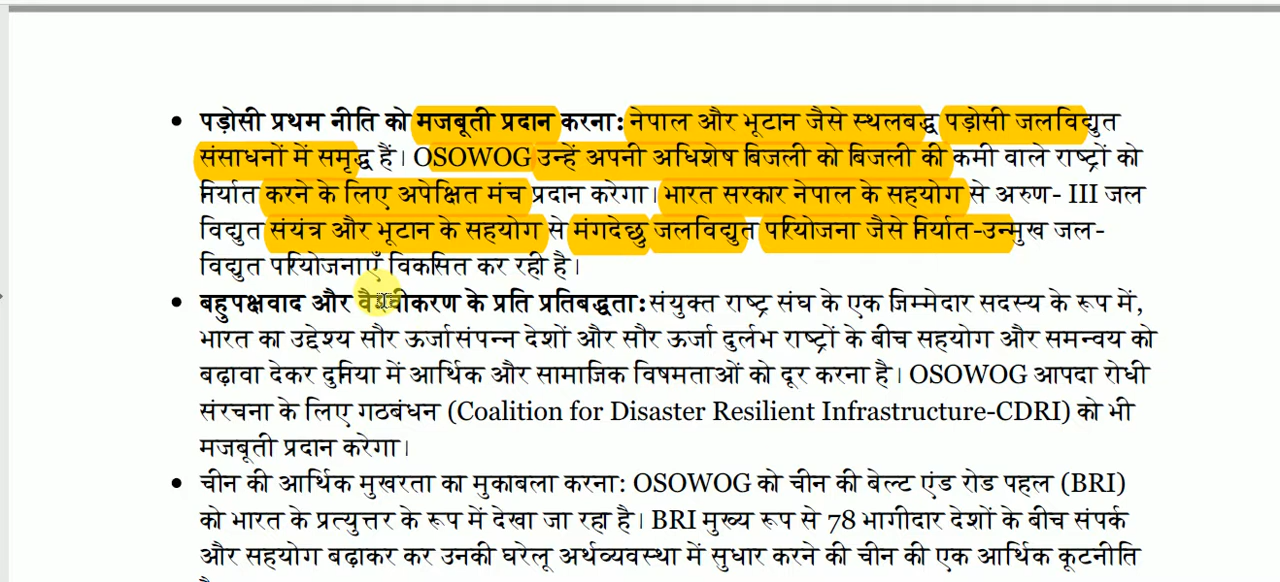 • पड़ोसी प्रथम नीति को मजबूती प्रदान करना: नेपाल और भूटान जैसे स्थलबद्ध पड़ोसी जलविद्युत
संसाधनों में समृद्ध हैं। OSOWOG उन्हें अपनी अधिशेष बिजली को बिजली की कमी वाले राष्ट्रों को
निर्यात करने के लिए अपेक्षित मंच प्रदान करेगा। भारत सरकार नेपाल के सहयोग से अरुण- III जल
विद्युत संयंत्र और भूटान के सहयोग से मंगदेछु जलविद्युत परियोजना जैसे निर्यात-उन्मुख जल-
विद्युत परियोजनाएँ विकसित कर रही है।
• बहुपक्षवाद और वैश्वीकरण के प्रति प्रतिबद्धता: संयुक्त राष्ट्र संघ के एक जिम्मेदार सदस्य के रूप में,
भारत का उद्देश्य सौर ऊर्जासंपन्न देशों और सौर ऊर्जा दुर्लभ राष्ट्रों के बीच सहयोग और समन्वय को
बढ़ावा देकर दुनिया में आर्थिक और सामाजिक विषमताओं को दूर करना है। OSOWOG आपदा रोधी
संरचना के लिए गठबंधन (Coalition for Disaster Resilient Infrastructure-CDRI) को भी
मजबूती प्रदान करेगा।
• चीन की आर्थिक मुखरता का मुकाबला करना: OSOWOG को चीन की बेल्ट एंड रोड पहल (BRI)
को भारत के प्रत्युत्तर के रूप में देखा जा रहा है। BRI मुख्य रूप से 78 भागीदार देशों के बीच संपर्क
और सहयोग बढ़ाकर कर उनकी घरेलू अर्थव्यवस्था में सुधार करने की चीन की एक आर्थिक कूटनीति